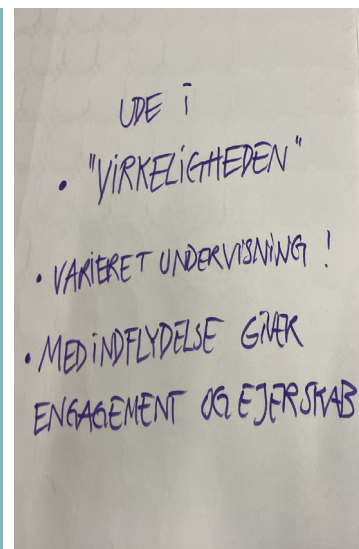 UDE i
• "VIRKELIGHEDEN"
• VARIERET UNDERVISNING !
• MEDINDFLYDELSE GIVER
ENGAGEMENT OG EJERSKAB